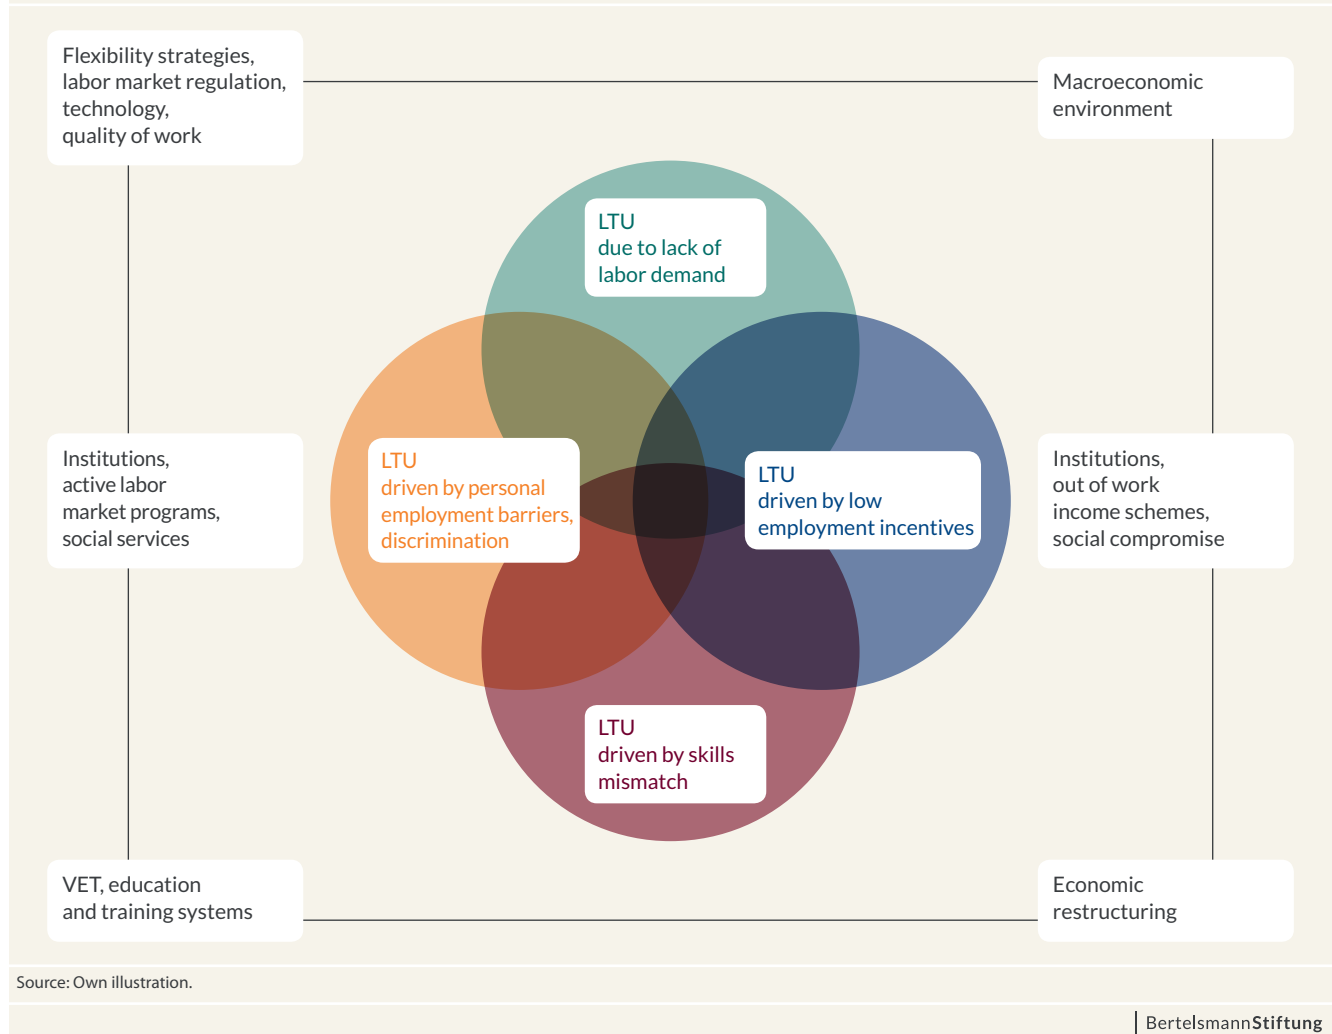 Flexibility strategies,
labor market regulation,
technology,
quality of work
Macroeconomic
environment
LTU
due to lack of
labor demand
Institutions,
active labor
market programs,
social services
LTU
driven by personal
employment barriers,
discrimination
LTU
driven by low
employment incentives
Institutions,
out of work
income schemes,
social compromise
LTU
driven by skills
mismatch
VET, education
and training systems
Economic
restructuring
Source: Own illustration.
BertelsmannStiftung